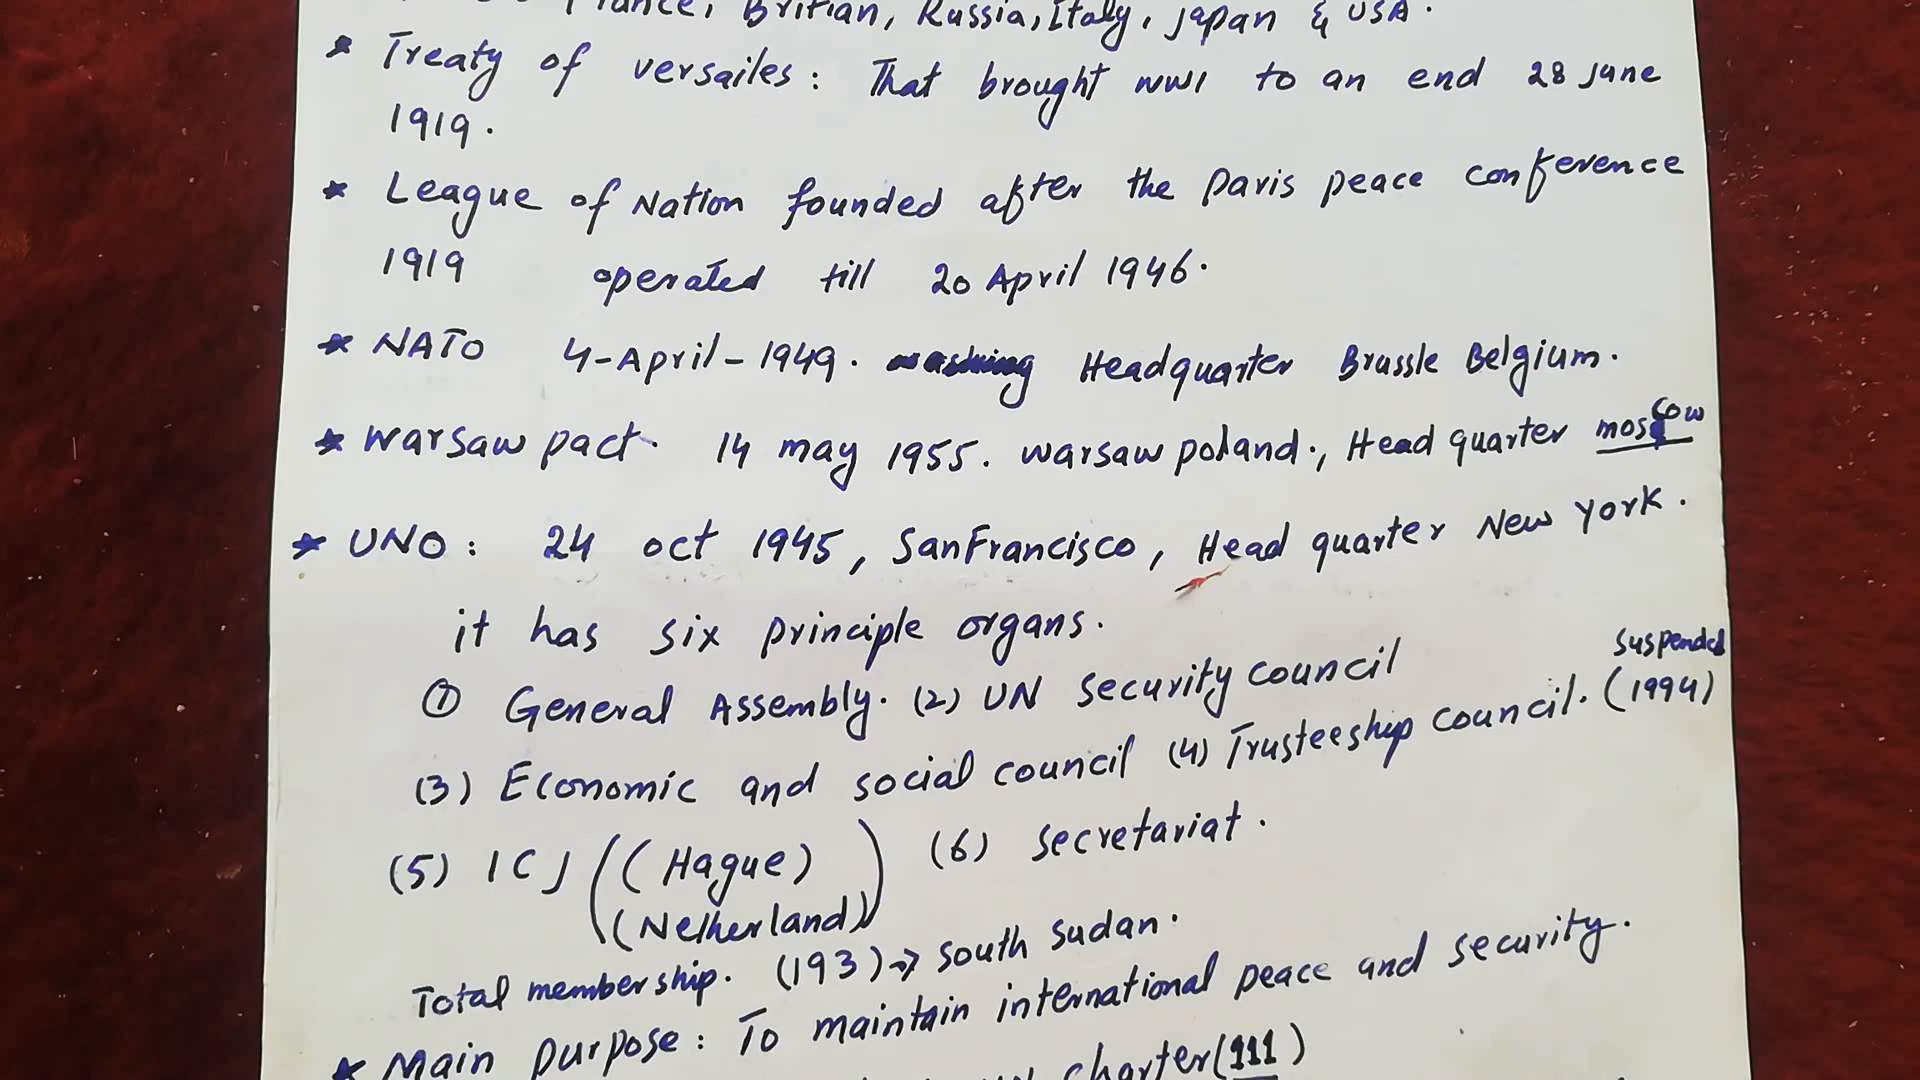 France, Britian, Russia, Italy, Japan & USA.
* Treaty of versailes: That brought WW1 to an end 28 June
1919.
* League of Nation founded after the Paris peace conference
1919 operated till 20 April 1946.
* NATO 4-April-1949. Headquarter Brussle Belgium.
* Warsaw pact. 14 may 1955. Warsaw poland., Head quarter moscow
* UNO: 24 oct 1945, SanFrancisco, Head quarter New York.
it has six principle organs.
① General Assembly. (2) UN Security council
(3) Economic and social council (4) Trusteeship council. (suspended 1994)
(5) ICJ ((Hague) (Netherland)) (6) Secretariat.
Total membership. (193) → South Sudan.
* Main purpose: To maintain international peace and security.
charter (111)